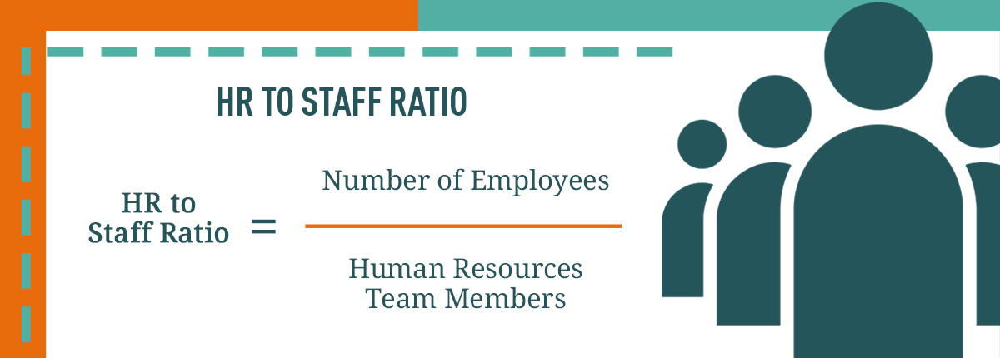 HR TO STAFF RATIO
HR to
Staff Ratio
=
Number of Employees
Human Resources
Team Members